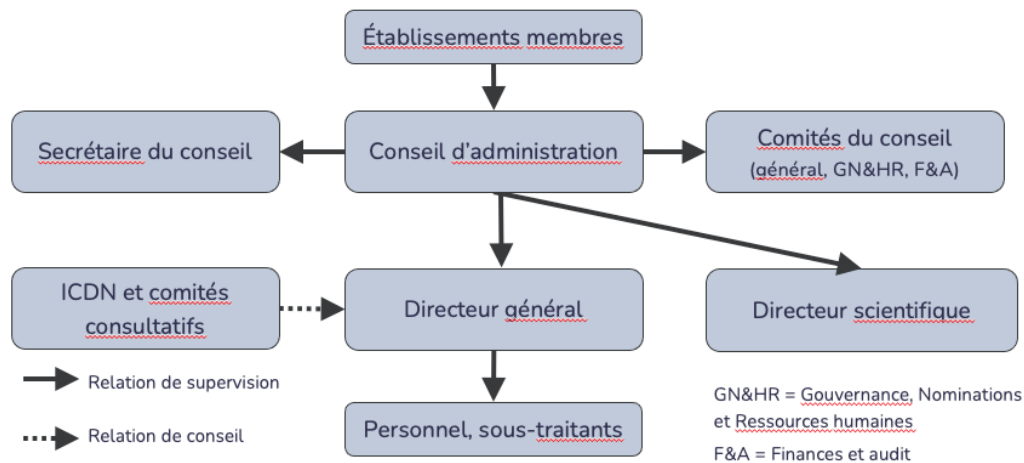 Établissements membres
Secrétaire du conseil
Conseil d'administration
Comités du conseil
(général, GN&HR, F&A)
ICDN et comités
consultatifs
Directeur général
Directeur scientifique
Relation de supervision
Relation de conseil
Personnel, sous-traitants
GN&HR = Gouvernance, Nominations
et Ressources humaines
F&A = Finances et audit